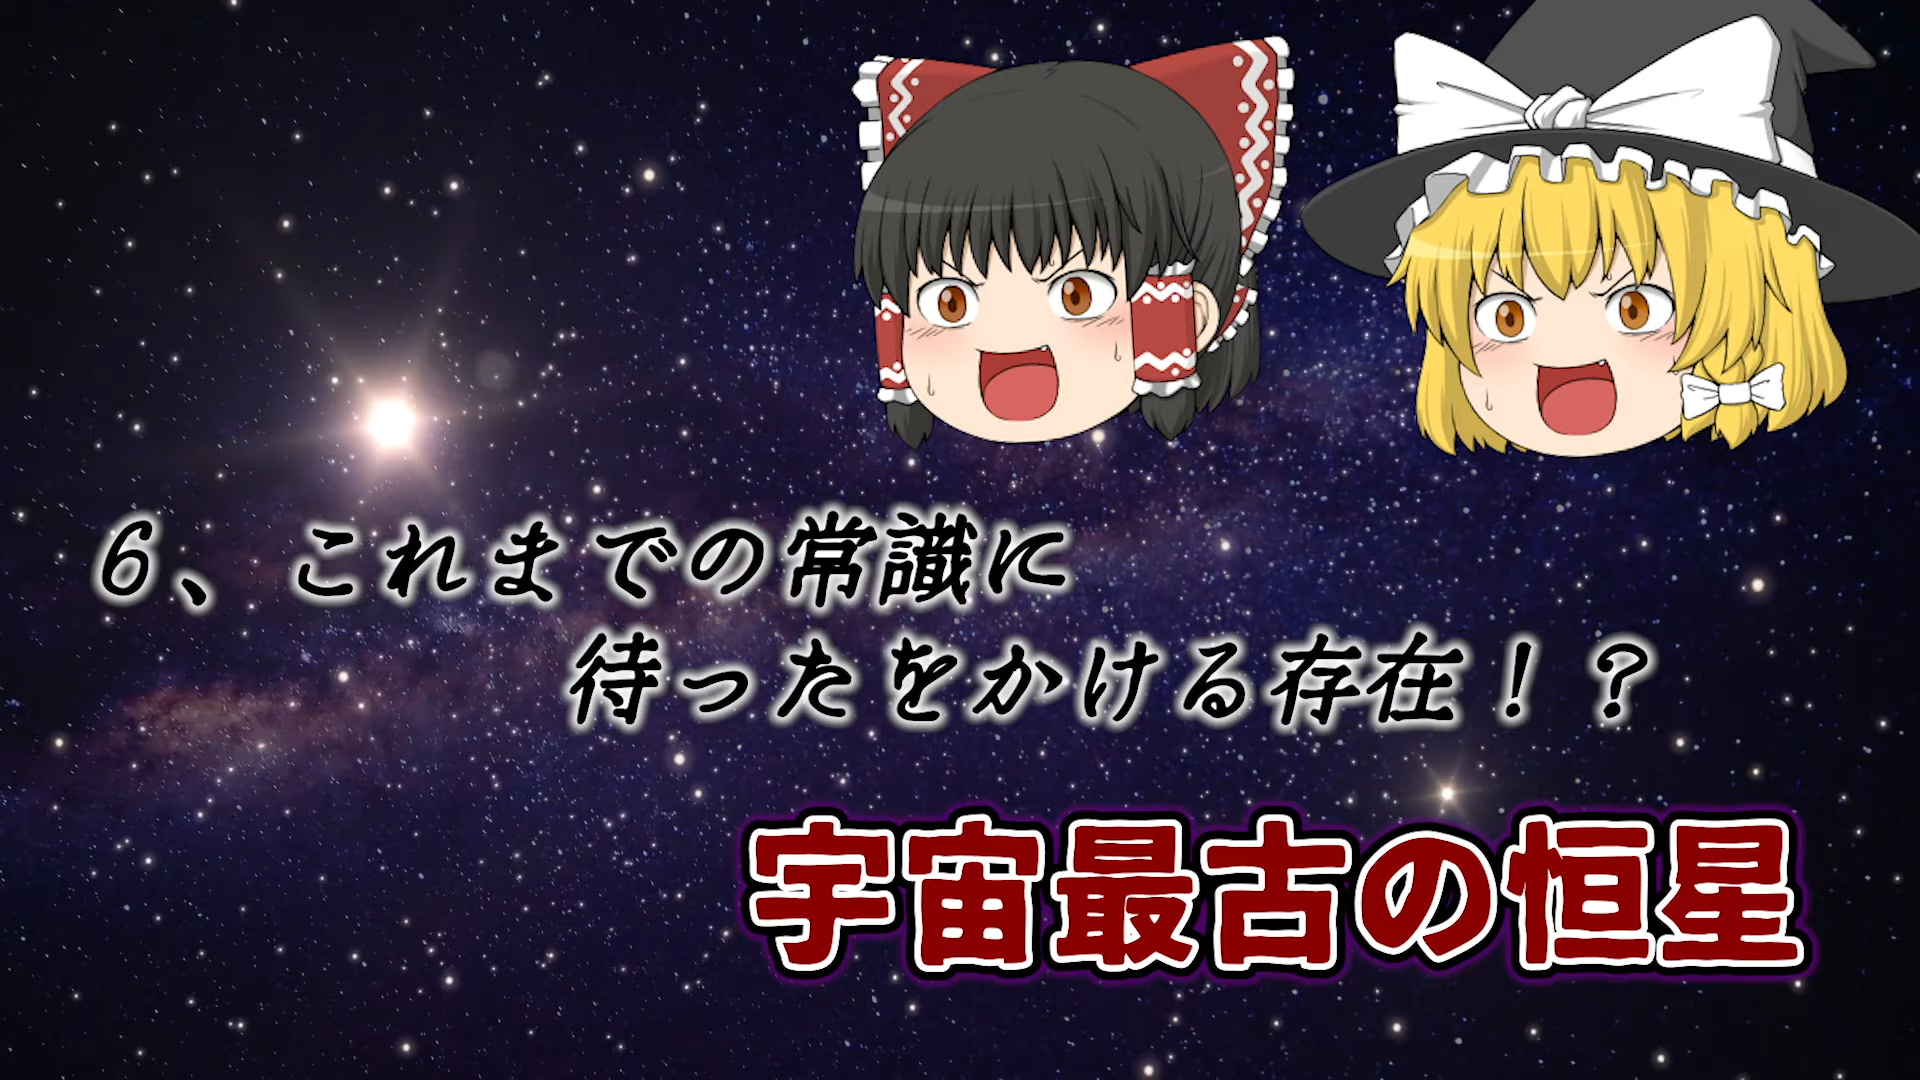 6、これまでの常識に
待ったをかける存在！？
宇宙最古の恒星